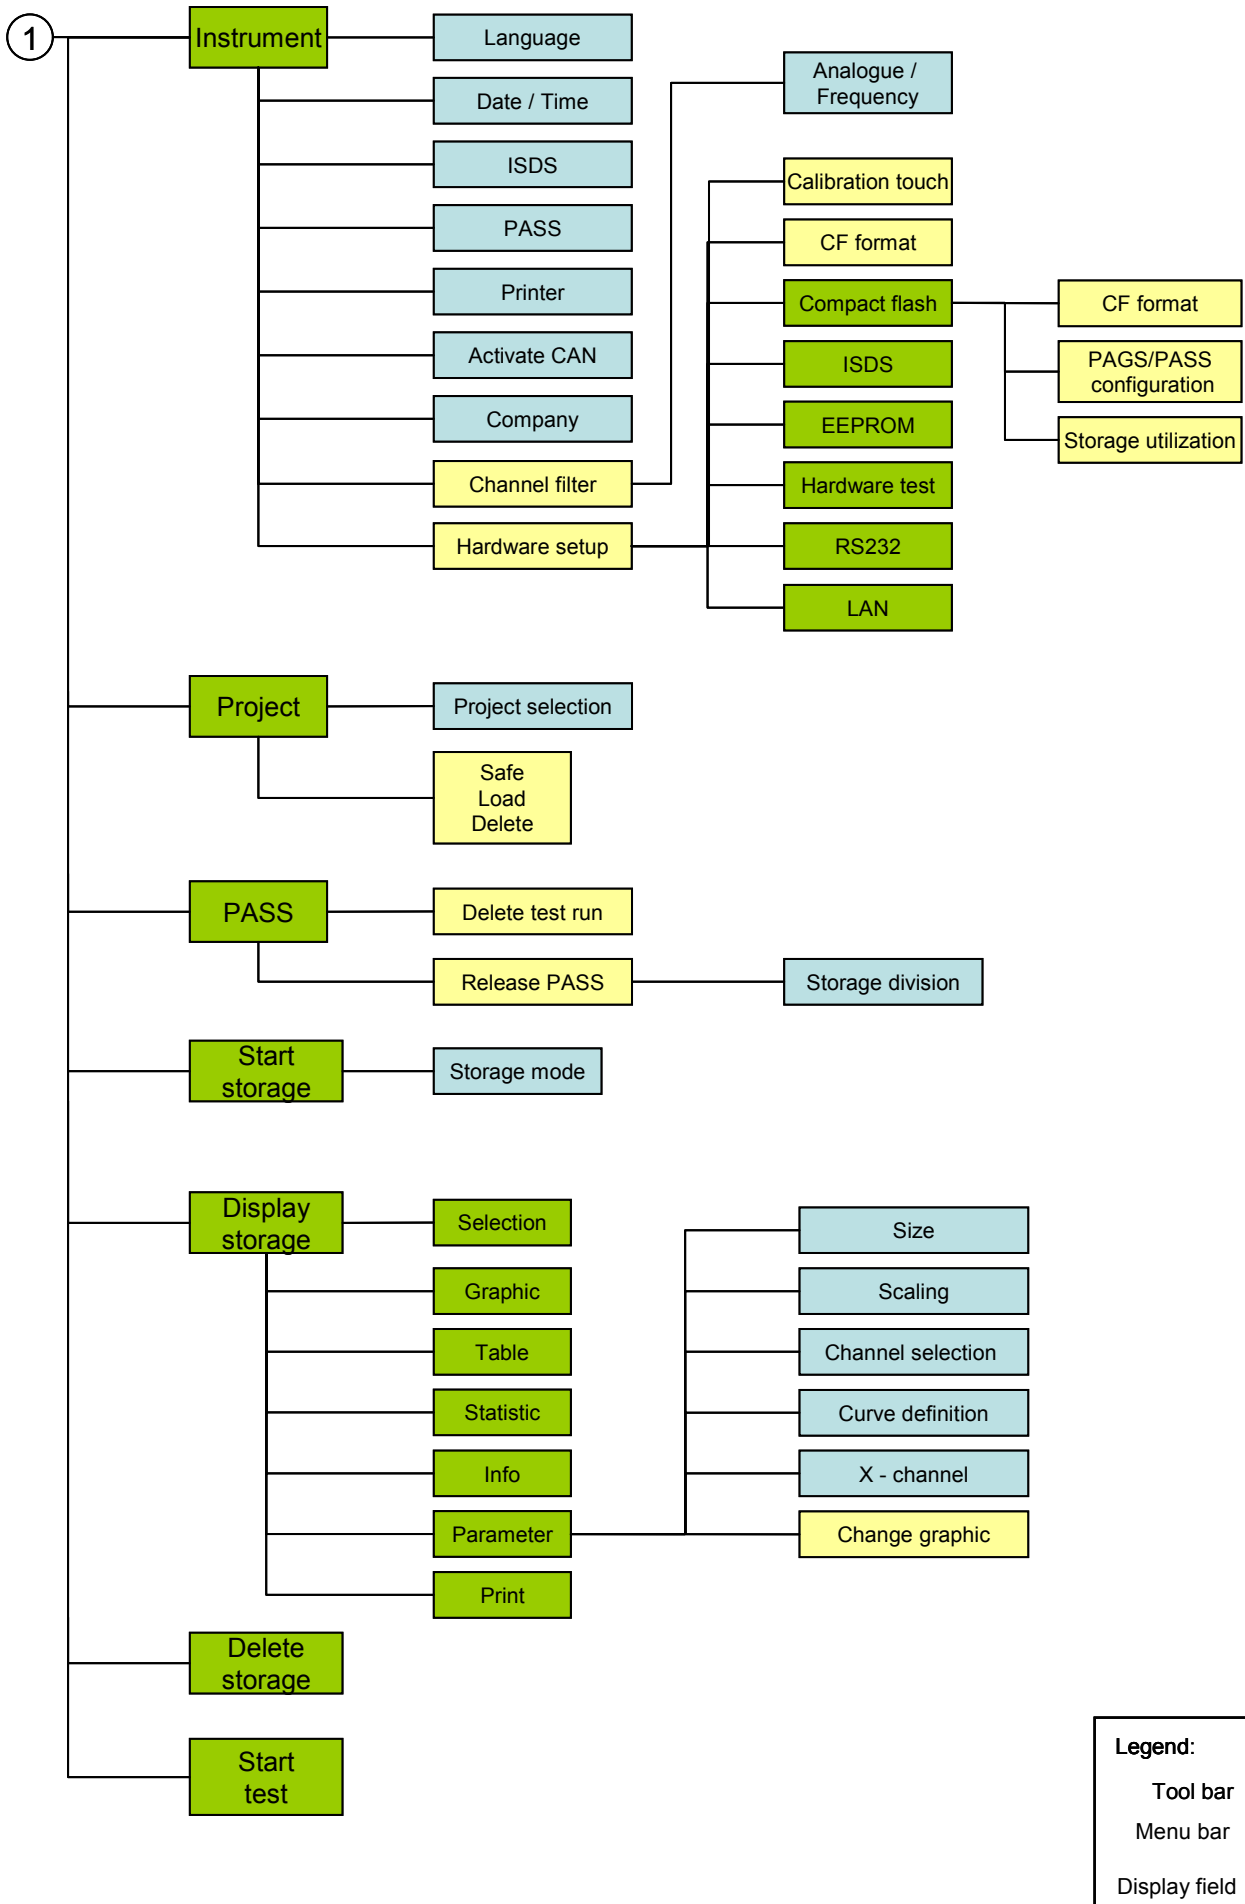 1
Instrument
Language
Date / Time
ISDS
PASS
Printer
Activate CAN
Company
Channel filter
Hardware setup
Analogue /
Frequency
Calibration touch
CF format
Compact flash
ISDS
EEPROM
Hardware test
RS232
LAN
CF format
PAGS/PASS
configuration
Storage utilization
Project
Project selection
Safe
Load
Delete
PASS
Delete test run
Release PASS
Storage division
Start
storage
Storage mode
Display
storage
Selection
Graphic
Table
Statistic
Info
Parameter
Print
Size
Scaling
Channel selection
Curve definition
X - channel
Change graphic
Delete
storage
Start
test
Legend:
Tool bar
Menu bar
Display field